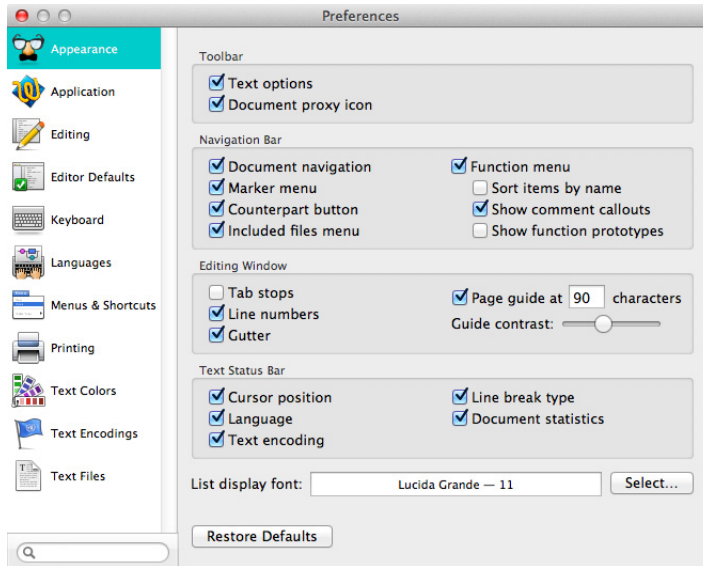 Preferences
Appearance
Application
Editing
Editor Defaults
Keyboard
Languages
Menus & Shortcuts
Printing
Text Colors
Text Encodings
Text Files
Toolbar
Text options
Document proxy icon
Navigation Bar
Document navigation
Marker menu
Counterpart button
Included files menu
Function menu
Sort items by name
Show comment callouts
Show function prototypes
Editing Window
Tab stops
Line numbers
Gutter
Page guide at 90 characters
Guide contrast:
Text Status Bar
Cursor position
Language
Text encoding
Line break type
Document statistics
List display font: Lucida Grande — 11 Select...
Restore Defaults